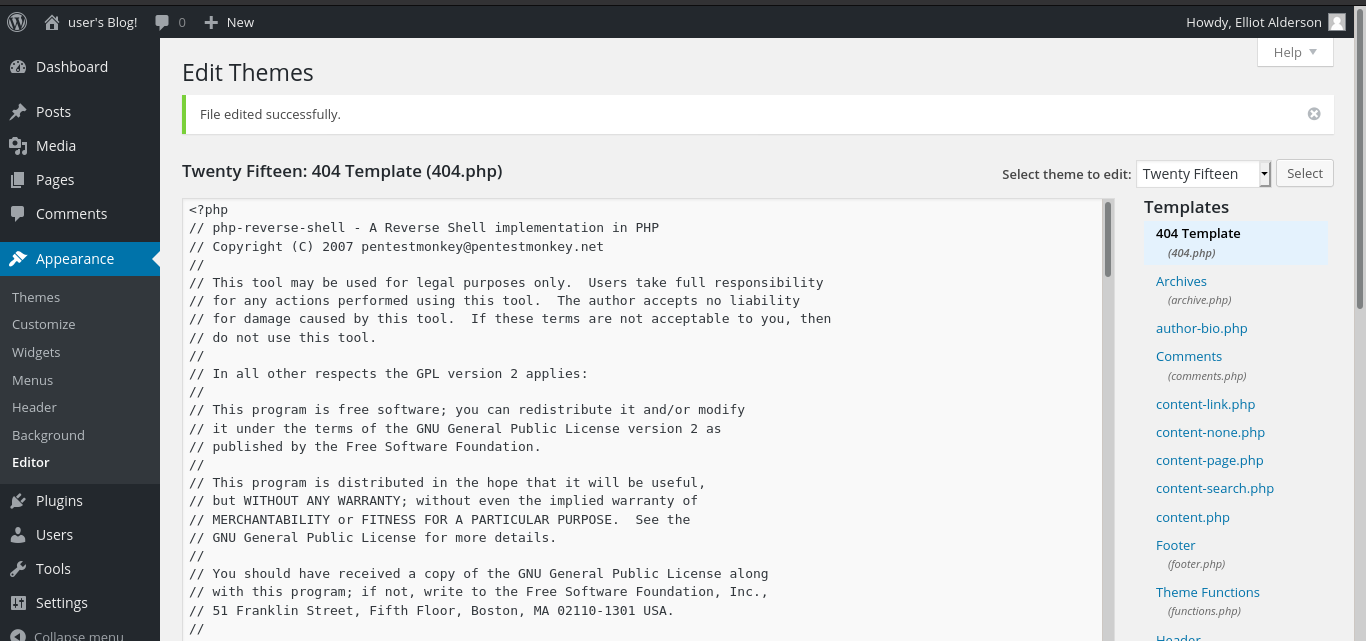 user's Blog! 0 New Howdy, Elliot Alderson
Dashboard
Posts
Media
Pages
Comments
Appearance
Themes
Customize
Widgets
Menus
Header
Background
Editor
Plugins
Users
Tools
Settings
Collapse menu
Help
Edit Themes
File edited successfully.
Twenty Fifteen: 404 Template (404.php)
Select theme to edit: Twenty Fifteen Select
<?php
// php-reverse-shell - A Reverse Shell implementation in PHP
// Copyright (C) 2007 pentestmonkey@pentestmonkey.net
//
// This tool may be used for legal purposes only.  Users take full responsibility
// for any actions performed using this tool.  The author accepts no liability
// for damage caused by this tool.  If these terms are not acceptable to you, then
// do not use this tool.
//
// In all other respects the GPL version 2 applies:
//
// This program is free software; you can redistribute it and/or modify
// it under the terms of the GNU General Public License version 2 as
// published by the Free Software Foundation.
//
// This program is distributed in the hope that it will be useful,
// but WITHOUT ANY WARRANTY; without even the implied warranty of
// MERCHANTABILITY or FITNESS FOR A PARTICULAR PURPOSE.  See the
// GNU General Public License for more details.
//
// You should have received a copy of the GNU General Public License along
// with this program; if not, write to the Free Software Foundation, Inc.,
// 51 Franklin Street, Fifth Floor, Boston, MA 02110-1301 USA.
//
Templates
404 Template
(404.php)
Archives
(archive.php)
author-bio.php
Comments
(comments.php)
content-link.php
content-none.php
content-page.php
content-search.php
content.php
Footer
(footer.php)
Theme Functions
(functions.php)
Header